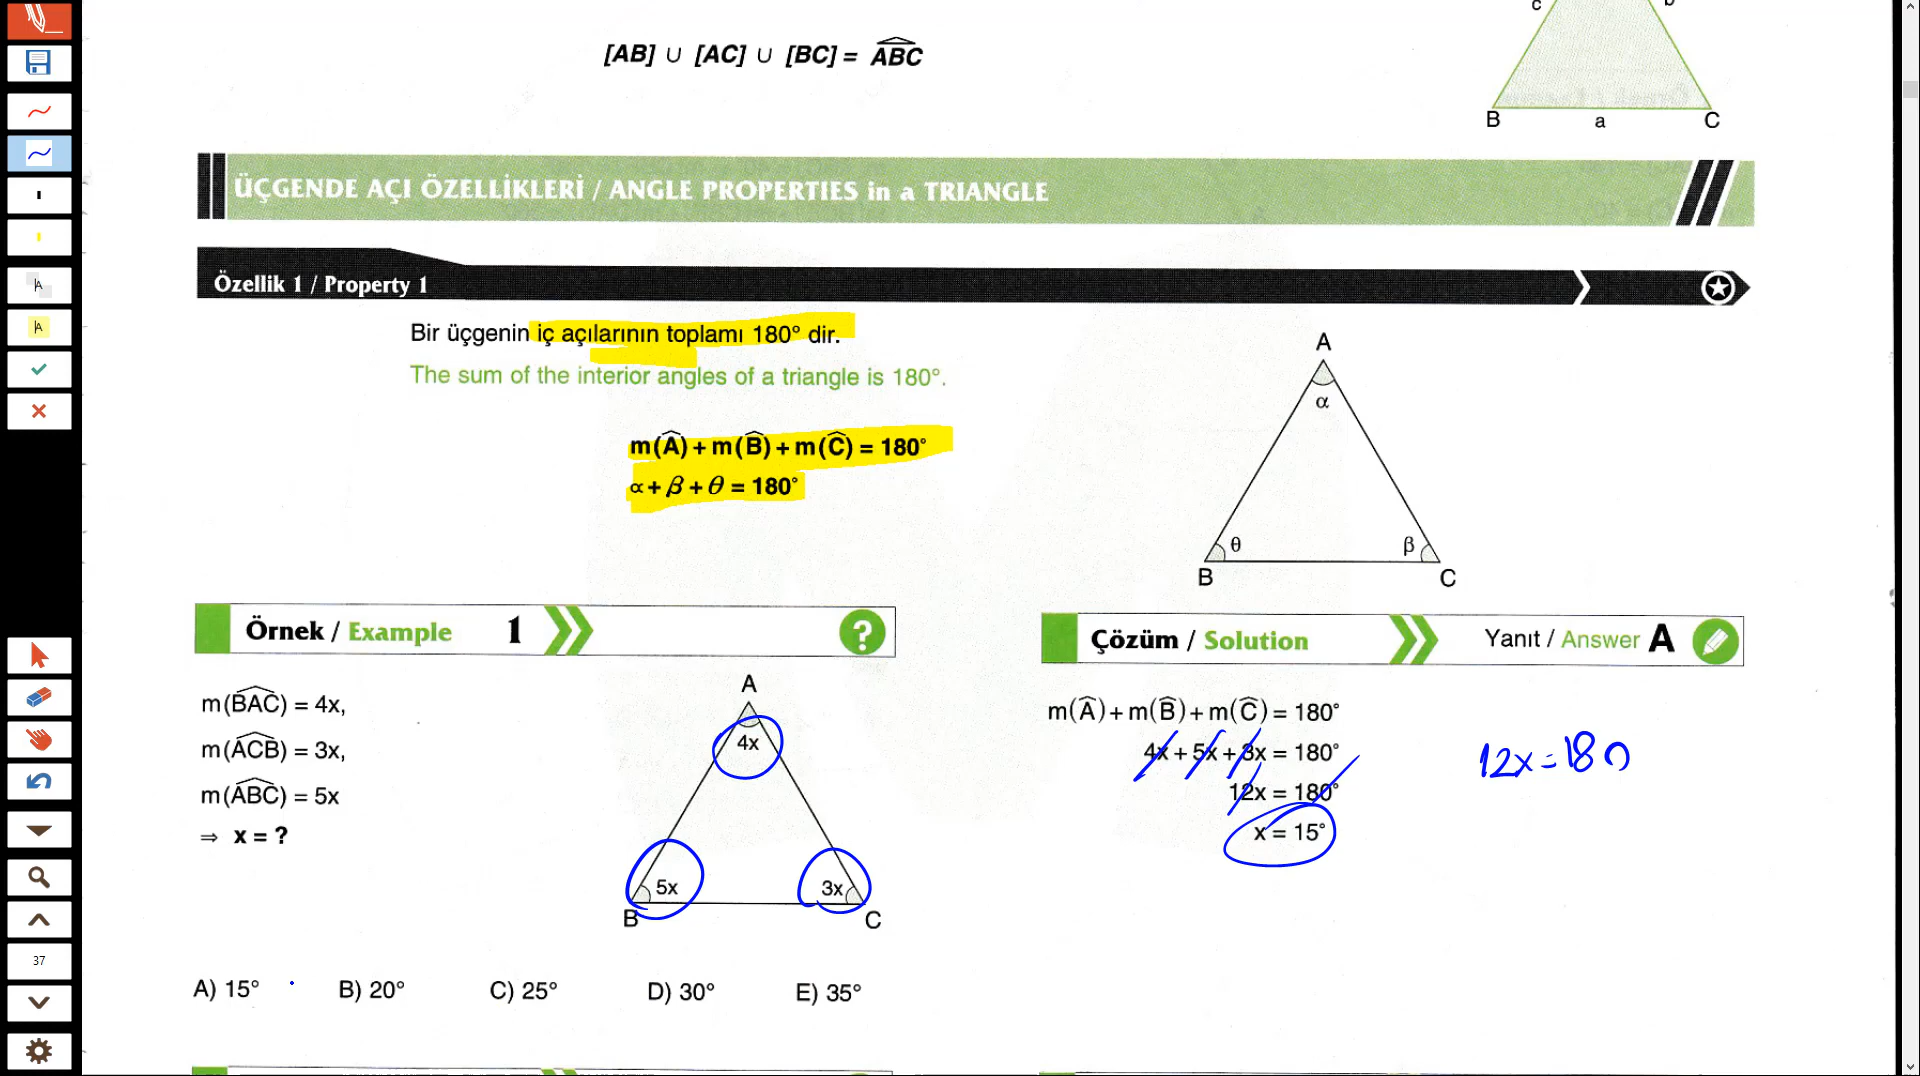 c
b
[AB] ∪ [AC] ∪ [BC] = ABC
B a C
ÜÇGENDE AÇI ÖZELLİKLERİ / ANGLE PROPERTIES in a TRIANGLE
Özellik 1 / Property 1
Bir üçgenin iç açılarının toplamı 180° dir.
The sum of the interior angles of a triangle is 180°.
m(Â) + m(B̂) + m(Ĉ) = 180°
α + β + θ = 180°
A
α
θ β
B C
Örnek / Example 1
?
m(BAC) = 4x,
m(ACB) = 3x,
m(ABC) = 5x
⇒ x = ?
A
4x
5x 3x
B C
A) 15° B) 20° C) 25° D) 30° E) 35°
Çözüm / Solution
Yanıt / Answer A
m(Â) + m(B̂) + m(Ĉ) = 180°
4x + 5x + 3x = 180°
12x = 180°
x = 15°
12x = 180
37